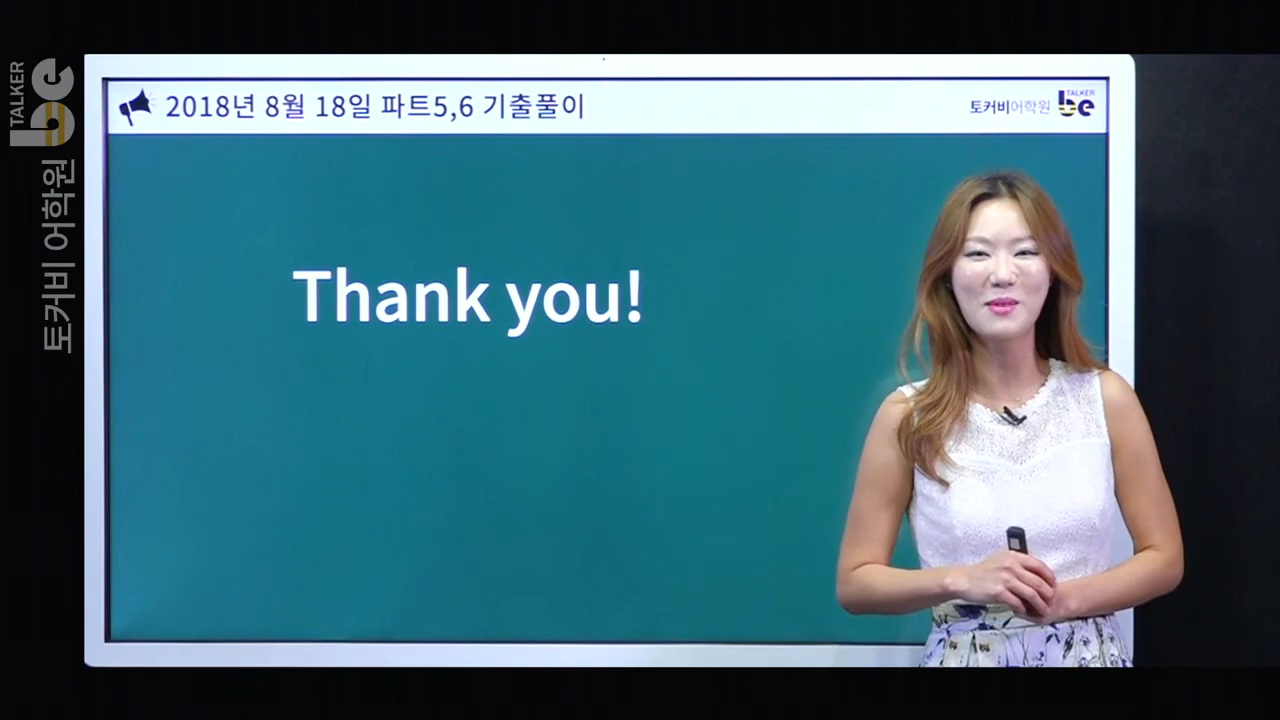 2018년 8월 18일 파트5,6 기출풀이
토커비어학원
TALKER
be
Thank you!
TALKER
be
토커비 어학원